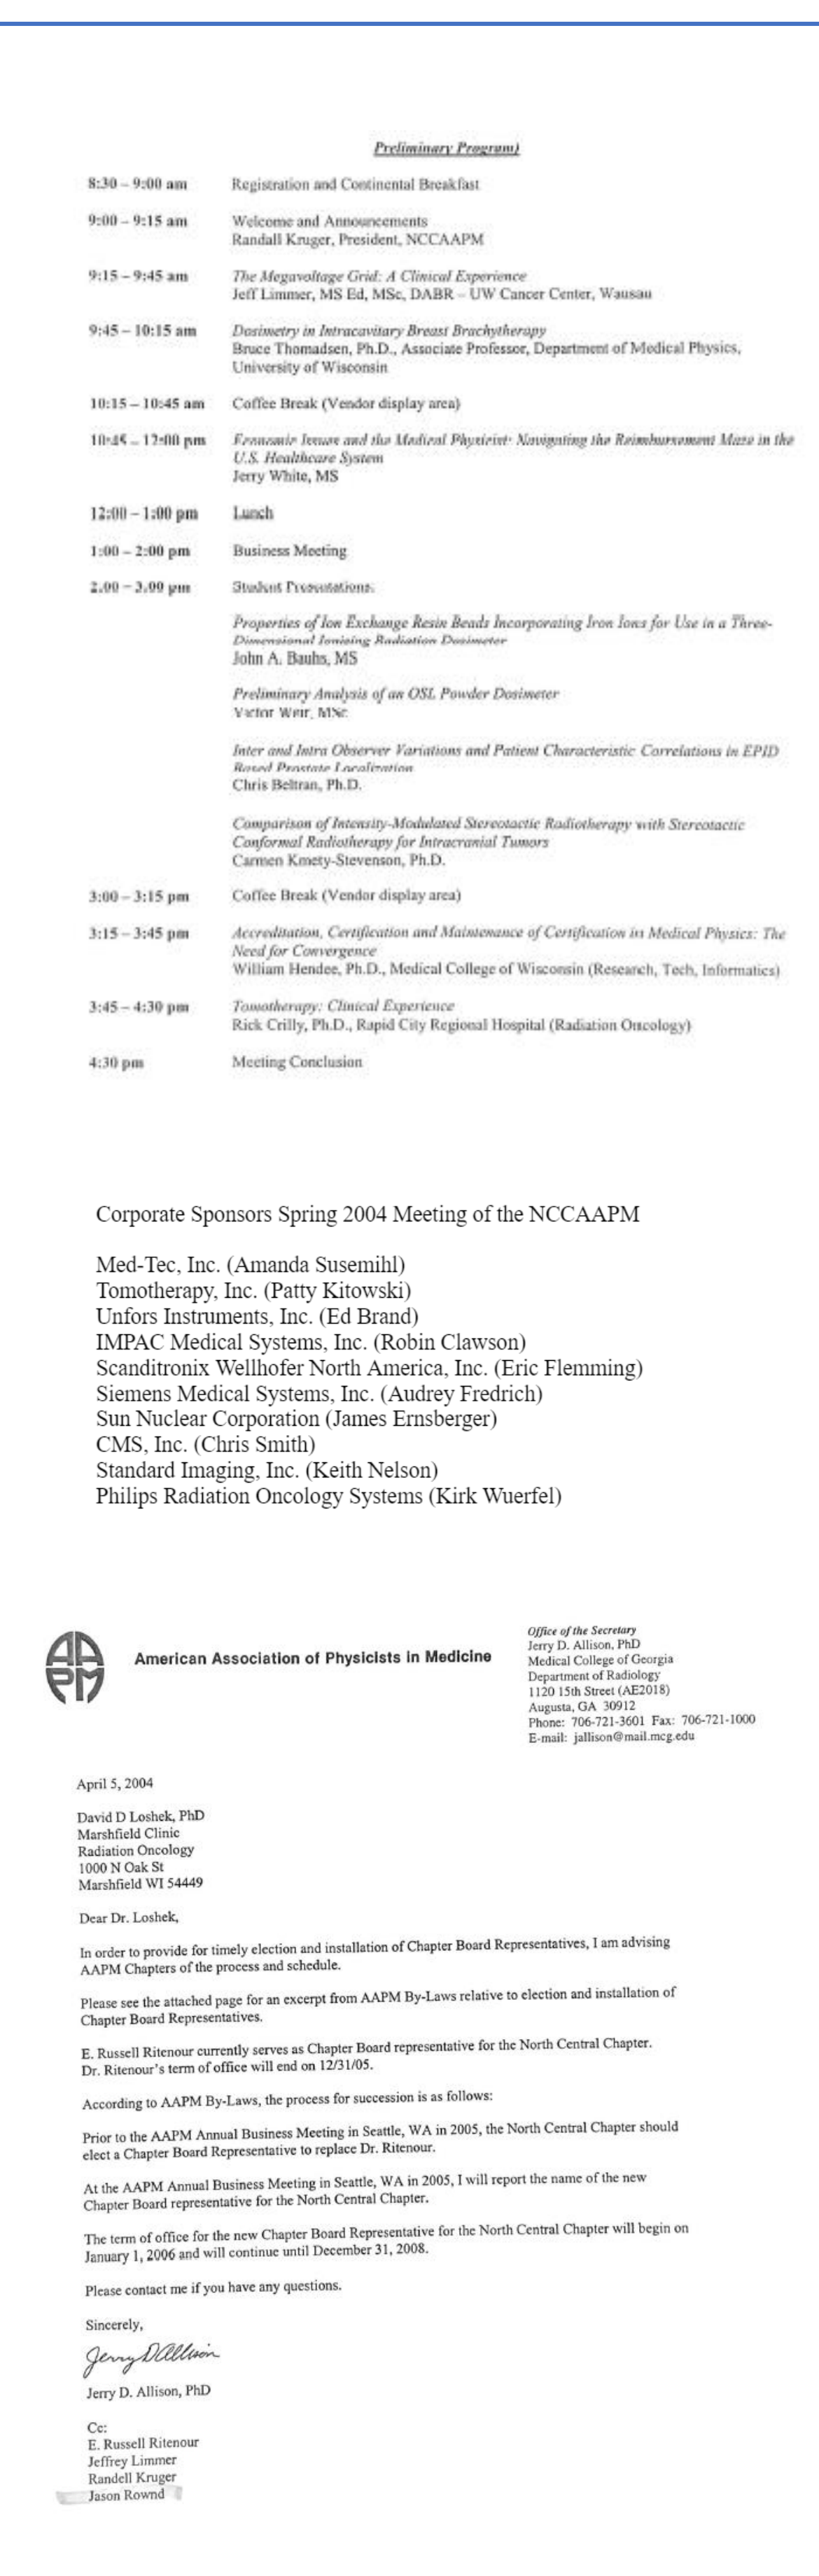 Preliminary Program)
8:30 – 9:00 am Registration and Continental Breakfast
9:00 – 9:15 am Welcome and Announcements
Randall Kruger, President, NCCAAPM
9:15 – 9:45 am The Megavoltage Grid: A Clinical Experience
Jeff Limmer, MS Ed, MSc, DABR – UW Cancer Center, Wausau
9:45 – 10:15 am Dosimetry in Intracavitary Breast Brachytherapy
Bruce Thomadsen, Ph.D., Associate Professor, Department of Medical Physics,
University of Wisconsin
10:15 – 10:45 am Coffee Break (Vendor display area)
10:45 – 12:00 pm Economic Issues and the Medical Physicist: Navigating the Reimbursement Maze in the
U.S. Healthcare System
Jerry White, MS
12:00 – 1:00 pm Lunch
1:00 – 2:00 pm Business Meeting
2:00 – 3:00 pm Student Presentations:
Properties of Ion Exchange Resin Beads Incorporating Iron Ions for Use in a Three-
Dimensional Ionizing Radiation Dosimeter
John A. Bauhs, MS
Preliminary Analysis of an OSL Powder Dosimeter
Victor Weir, MSc
Inter and Intra Observer Variations and Patient Characteristic Correlations in EPID
Based Prostate Localization
Chris Beltran, Ph.D.
Comparison of Intensity-Modulated Stereotactic Radiotherapy with Stereotactic
Conformal Radiotherapy for Intracranial Tumors
Carmen Kmety-Stevenson, Ph.D.
3:00 – 3:15 pm Coffee Break (Vendor display area)
3:15 – 3:45 pm Accreditation, Certification and Maintenance of Certification in Medical Physics: The
Need for Convergence
William Hendee, Ph.D., Medical College of Wisconsin (Research, Tech, Informatics)
3:45 – 4:30 pm Tomotherapy: Clinical Experience
Rick Crilly, Ph.D., Rapid City Regional Hospital (Radiation Oncology)
4:30 pm Meeting Conclusion
Corporate Sponsors Spring 2004 Meeting of the NCCAAPM
Med-Tec, Inc. (Amanda Susemihl)
Tomotherapy, Inc. (Patty Kitowski)
Unfors Instruments, Inc. (Ed Brand)
IMPAC Medical Systems, Inc. (Robin Clawson)
Scanditronix Wellhofer North America, Inc. (Eric Flemming)
Siemens Medical Systems, Inc. (Audrey Fredrich)
Sun Nuclear Corporation (James Ernsberger)
CMS, Inc. (Chris Smith)
Standard Imaging, Inc. (Keith Nelson)
Philips Radiation Oncology Systems (Kirk Wuerfel)
AAPM
American Association of Physicists in Medicine
Office of the Secretary
Jerry D. Allison, PhD
Medical College of Georgia
Department of Radiology
1120 15th Street (AE2018)
Augusta, GA 30912
Phone: 706-721-3601 Fax: 706-721-1000
E-mail: jallison@mail.mcg.edu
April 5, 2004
David D Loshek, PhD
Marshfield Clinic
Radiation Oncology
1000 N Oak St
Marshfield WI 54449
Dear Dr. Loshek,
In order to provide for timely election and installation of Chapter Board Representatives, I am advising
AAPM Chapters of the process and schedule.
Please see the attached page for an excerpt from AAPM By-Laws relative to election and installation of
Chapter Board Representatives.
E. Russell Ritenour currently serves as Chapter Board representative for the North Central Chapter.
Dr. Ritenour's term of office will end on 12/31/05.
According to AAPM By-Laws, the process for succession is as follows:
Prior to the AAPM Annual Business Meeting in Seattle, WA in 2005, the North Central Chapter should
elect a Chapter Board Representative to replace Dr. Ritenour.
At the AAPM Annual Business Meeting in Seattle, WA in 2005, I will report the name of the new
Chapter Board representative for the North Central Chapter.
The term of office for the new Chapter Board Representative for the North Central Chapter will begin on
January 1, 2006 and will continue until December 31, 2008.
Please contact me if you have any questions.
Sincerely,
Jerry D Allison
Jerry D. Allison, PhD
Cc:
E. Russell Ritenour
Jeffrey Limmer
Randell Kruger
Jason Rownd